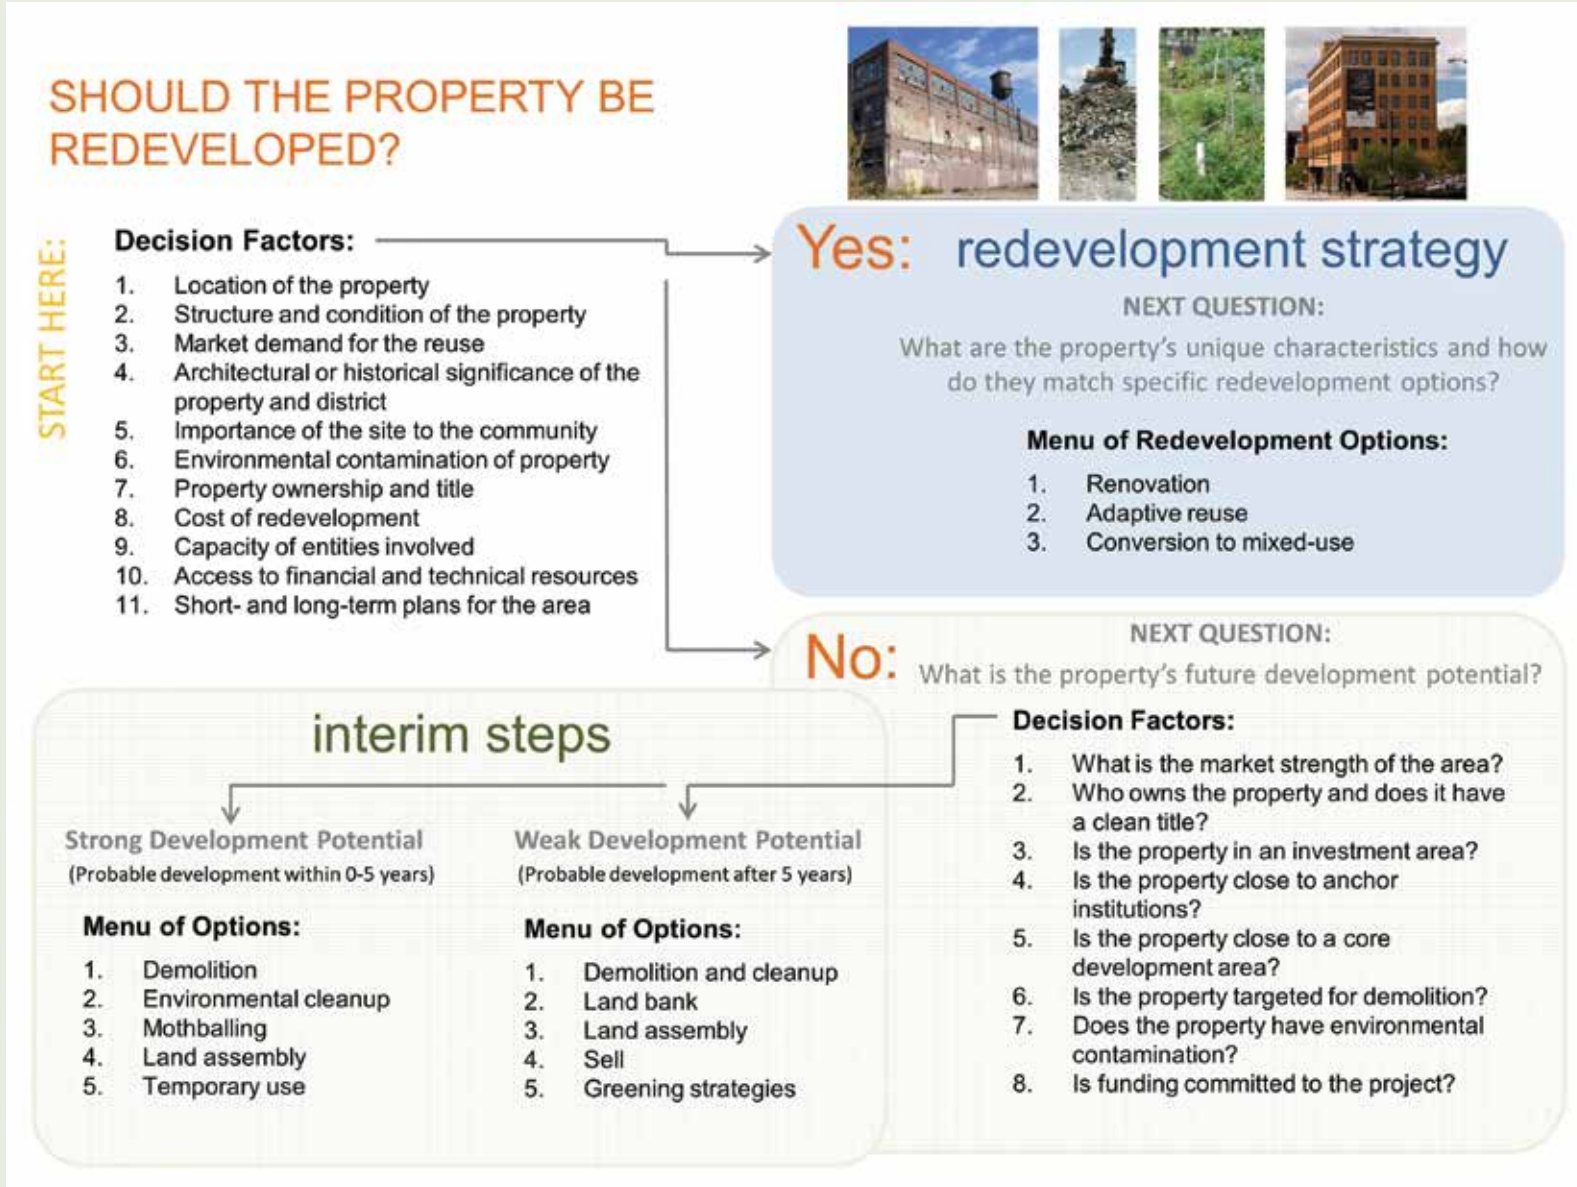 SHOULD THE PROPERTY BE
REDEVELOPED?
START HERE:
Decision Factors:
1. Location of the property
2. Structure and condition of the property
3. Market demand for the reuse
4. Architectural or historical significance of the
property and district
5. Importance of the site to the community
6. Environmental contamination of property
7. Property ownership and title
8. Cost of redevelopment
9. Capacity of entities involved
10. Access to financial and technical resources
11. Short- and long-term plans for the area
Yes: redevelopment strategy
NEXT QUESTION:
What are the property's unique characteristics and how
do they match specific redevelopment options?
Menu of Redevelopment Options:
1. Renovation
2. Adaptive reuse
3. Conversion to mixed-use
No:
NEXT QUESTION:
What is the property's future development potential?
Decision Factors:
1. What is the market strength of the area?
2. Who owns the property and does it have
a clean title?
3. Is the property in an investment area?
4. Is the property close to anchor
institutions?
5. Is the property close to a core
development area?
6. Is the property targeted for demolition?
7. Does the property have environmental
contamination?
8. Is funding committed to the project?
interim steps
Strong Development Potential
(Probable development within 0-5 years)
Menu of Options:
1. Demolition
2. Environmental cleanup
3. Mothballing
4. Land assembly
5. Temporary use
Weak Development Potential
(Probable development after 5 years)
Menu of Options:
1. Demolition and cleanup
2. Land bank
3. Land assembly
4. Sell
5. Greening strategies